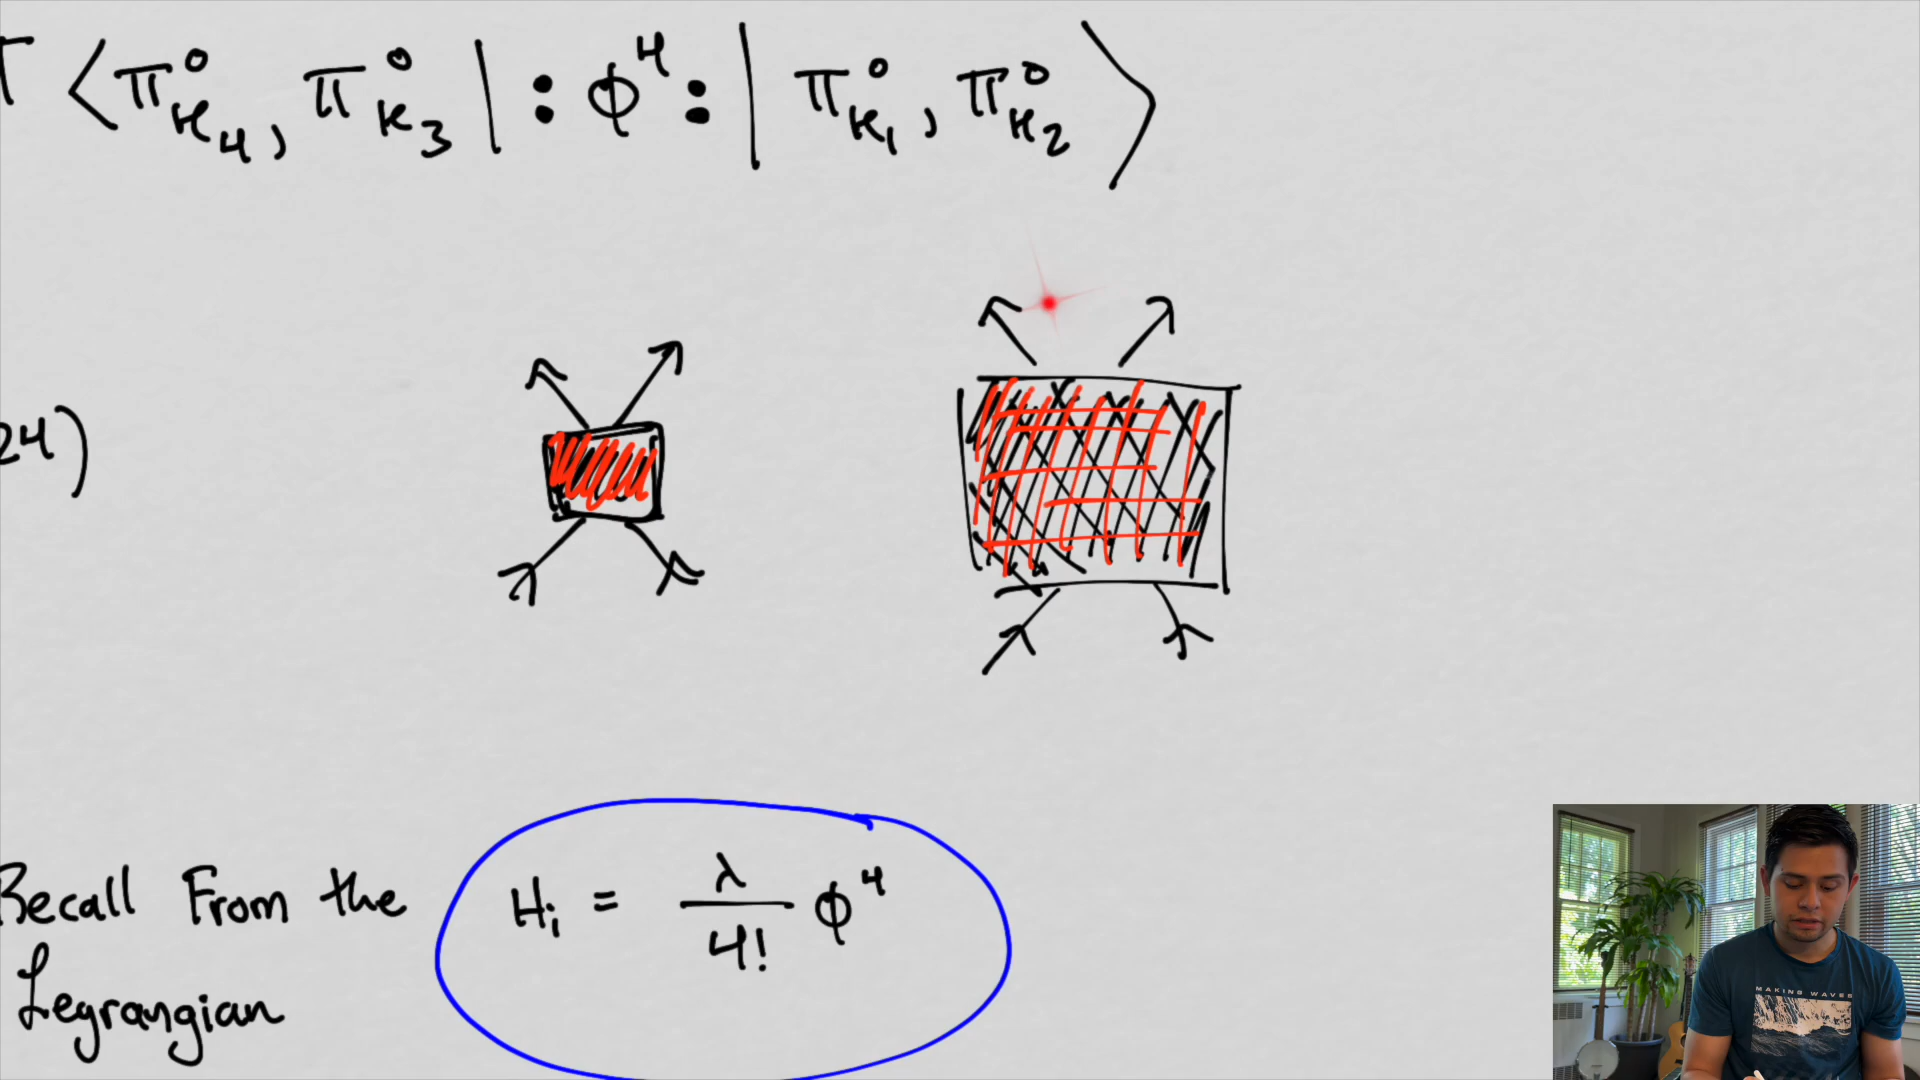 ⟨π⁰ₖ₄, π⁰ₖ₃ | :ϕ⁴: | π⁰ₖ₁, π⁰ₖ₂⟩
24)
Recall From the Hᵢ = λ/4! ϕ⁴
Legrangian
MAKING WAVES